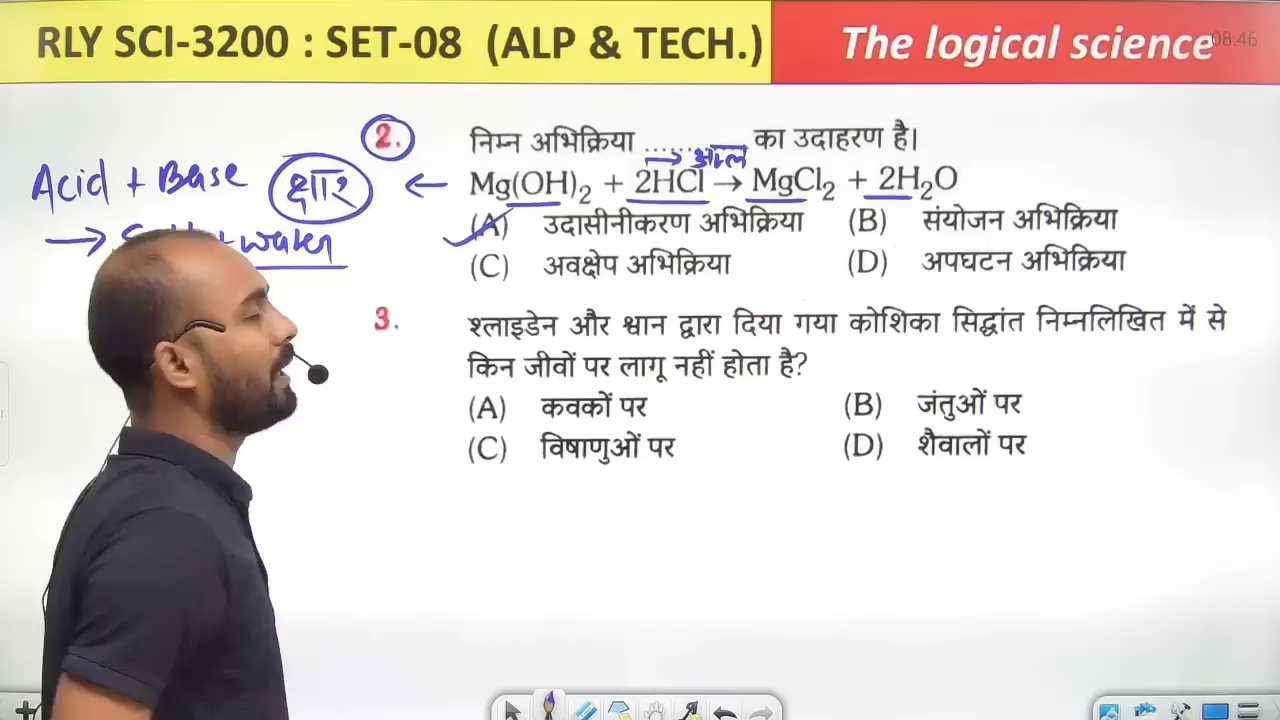 RLY SCI-3200 : SET-08 (ALP & TECH.)
The logical science
08:46
2. निम्न अभिक्रिया ........ का उदाहरण है।
अम्ल
Acid + Base क्षार
Mg(OH)₂ + 2HCl → MgCl₂ + 2H₂O
→ + water
(A) उदासीनीकरण अभिक्रिया (B) संयोजन अभिक्रिया
(C) अवक्षेप अभिक्रिया (D) अपघटन अभिक्रिया
3. श्लाइडेन और श्वान द्वारा दिया गया कोशिका सिद्धांत निम्नलिखित में से
किन जीवों पर लागू नहीं होता है?
(A) कवकों पर (B) जंतुओं पर
(C) विषाणुओं पर (D) शैवालों पर